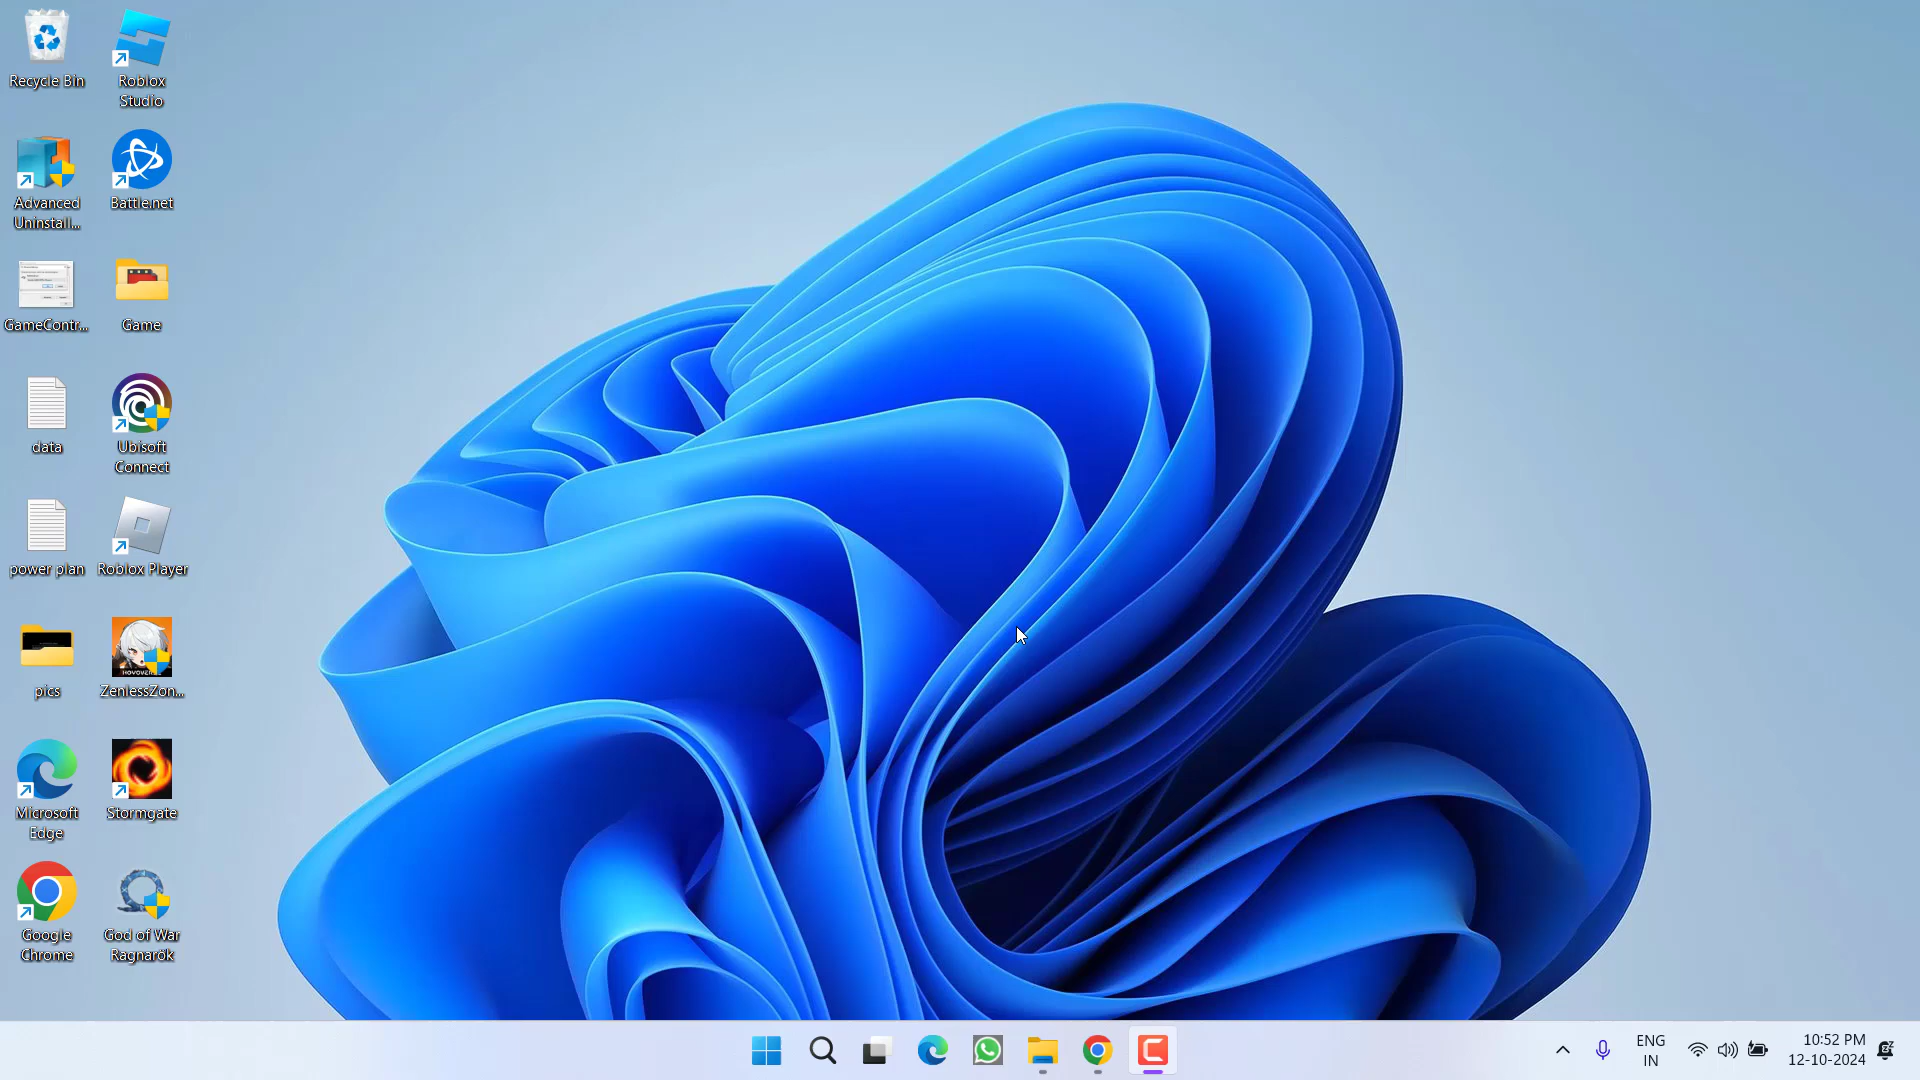 Recycle Bin
Roblox
Studio
Advanced
Uninstall...
Battle.net
GameContr...
Game
data
Ubisoft
Connect
power plan
Roblox Player
pics
ZenlessZon...
Microsoft
Edge
Stormgate
Google
Chrome
God of War
Ragnarök
ENG
IN
10:52 PM
12-10-2024